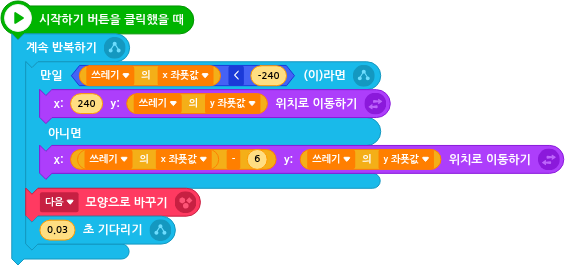 시작하기 버튼을 클릭했을 때
계속 반복하기
만일 쓰레기 의 x 좌푯값 < -240 (이)라면
x: 240 y: 쓰레기 의 y 좌푯값 위치로 이동하기
아니면
x: 쓰레기 의 x 좌푯값 - 6 y: 쓰레기 의 y 좌푯값 위치로 이동하기
다음 모양으로 바꾸기
0.03 초 기다리기